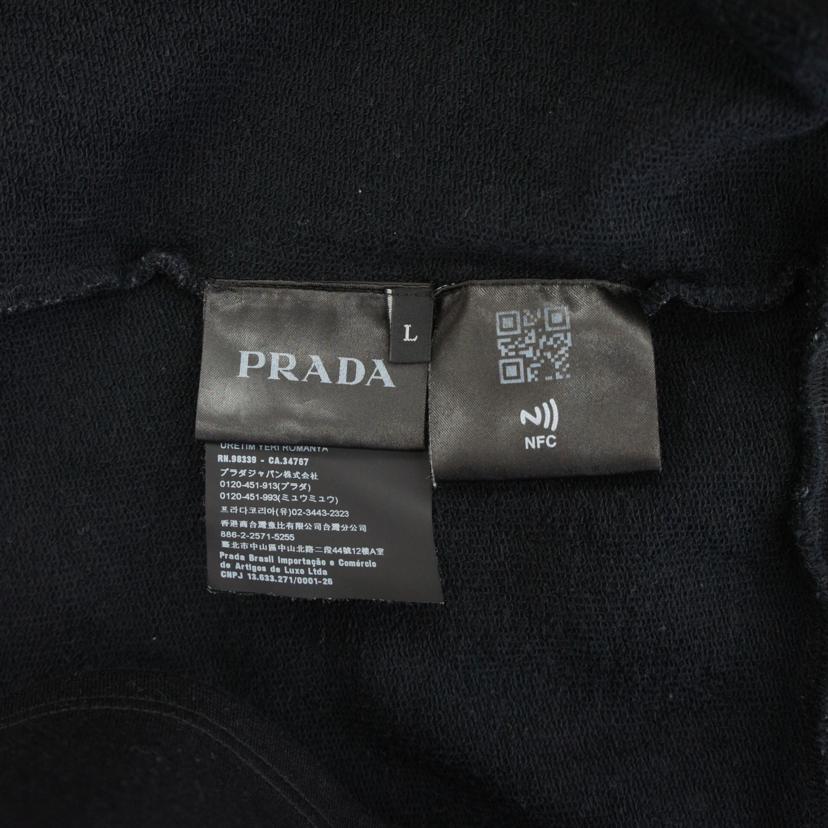 PRADA
L
NFC
ÜRETİM YERİ ROMANYA
RN.98339 - CA.34767
プラダジャパン株式会社
0120-451-913(プラダ)
0120-451-993(ミュウミュウ)
프라다코리아(유)02-3443-2323
香港商台灣普比有限公司台灣分公司
886-2-2571-5255
臺北市中山區中山北路二段44號12樓A室
Prada Brasil Importação e Comércio
de Artigos de Luxo Ltda
CNPJ 13.633.271/0001-26